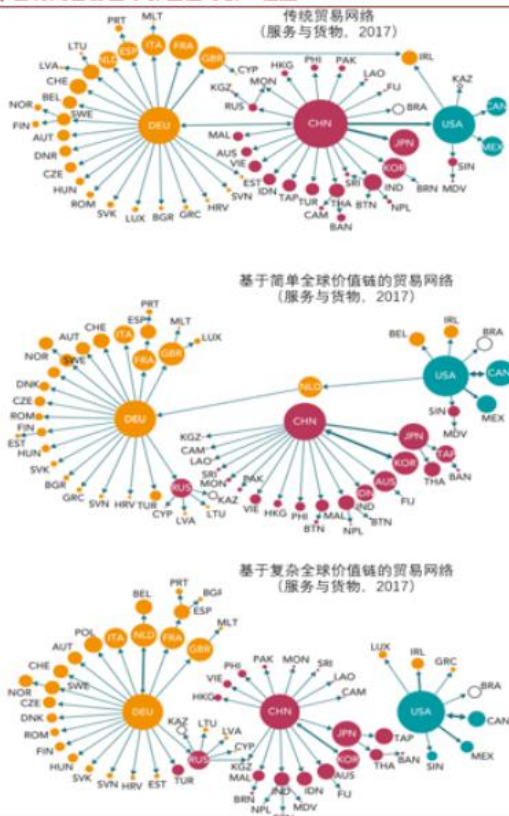 传统贸易网络
(服务与货物, 2017)
MLT
PRT
ITA
FRA
ESP
GBR
LTU
NLD
IRL
LVA
CYP
CHE
BEL
NOR
SWE
FIN
AUT
DNR
CZE
HUN
ROM
SVK
LUX
BGR
GRC
HRV
SVN
DEU
PHI
PAK
HKG
MON
LAO
KGZ
FIJ
RUS
BRA
CHN
MAL
JPN
AUS
VIE
KOR
EST
IDN
TAP
TUR
THA
SRI
IND
BRN
CAM
BTN
NPL
BAN
KAZ
CAN
USA
MEX
SIN
MDV
基于简单全球价值链的贸易网络
(服务与货物, 2017)
PRT
ESP
MLT
ITA
CHE
AUT
GBR
LUX
FRA
NOR
SWE
DNK
CZE
ROM
FIN
EST
HUN
SVK
BGR
GRC
SVN
HRV
TUR
CYP
LVA
LTU
RUS
KAZ
DEU
NLD
CHN
KGZ
CAM
LAO
SRI
MON
PAK
VIE
HKG
PHI
BTN
MAL
NPL
IND
BTN
IDN
AUS
FIJ
KOR
JPN
TAP
THA
BAN
BEL
IRL
BRA
USA
CAN
MEX
SIN
MDV
基于复杂全球价值链的贸易网络
(服务与货物, 2017)
PRT
BEL
ESP
POL
ITA
NLD
FRA
GBR
MLT
AUT
CHE
NOR
SWE
CZE
DNK
ROM
FIN
HUN
SVK
SVN
HRV
EST
TUR
DEU
KAZ
LTU
LVA
CYP
RUS
KGZ
PAK
MON
SRI
PHI
VIE
LAO
HKG
CAM
CHN
JPN
TAP
KOR
THA
BAN
MAL
BRN
NPL
IND
MDV
IDN
FIJ
AUS
LUX
IRL
GRC
BRA
USA
CAN
MEX
SIN